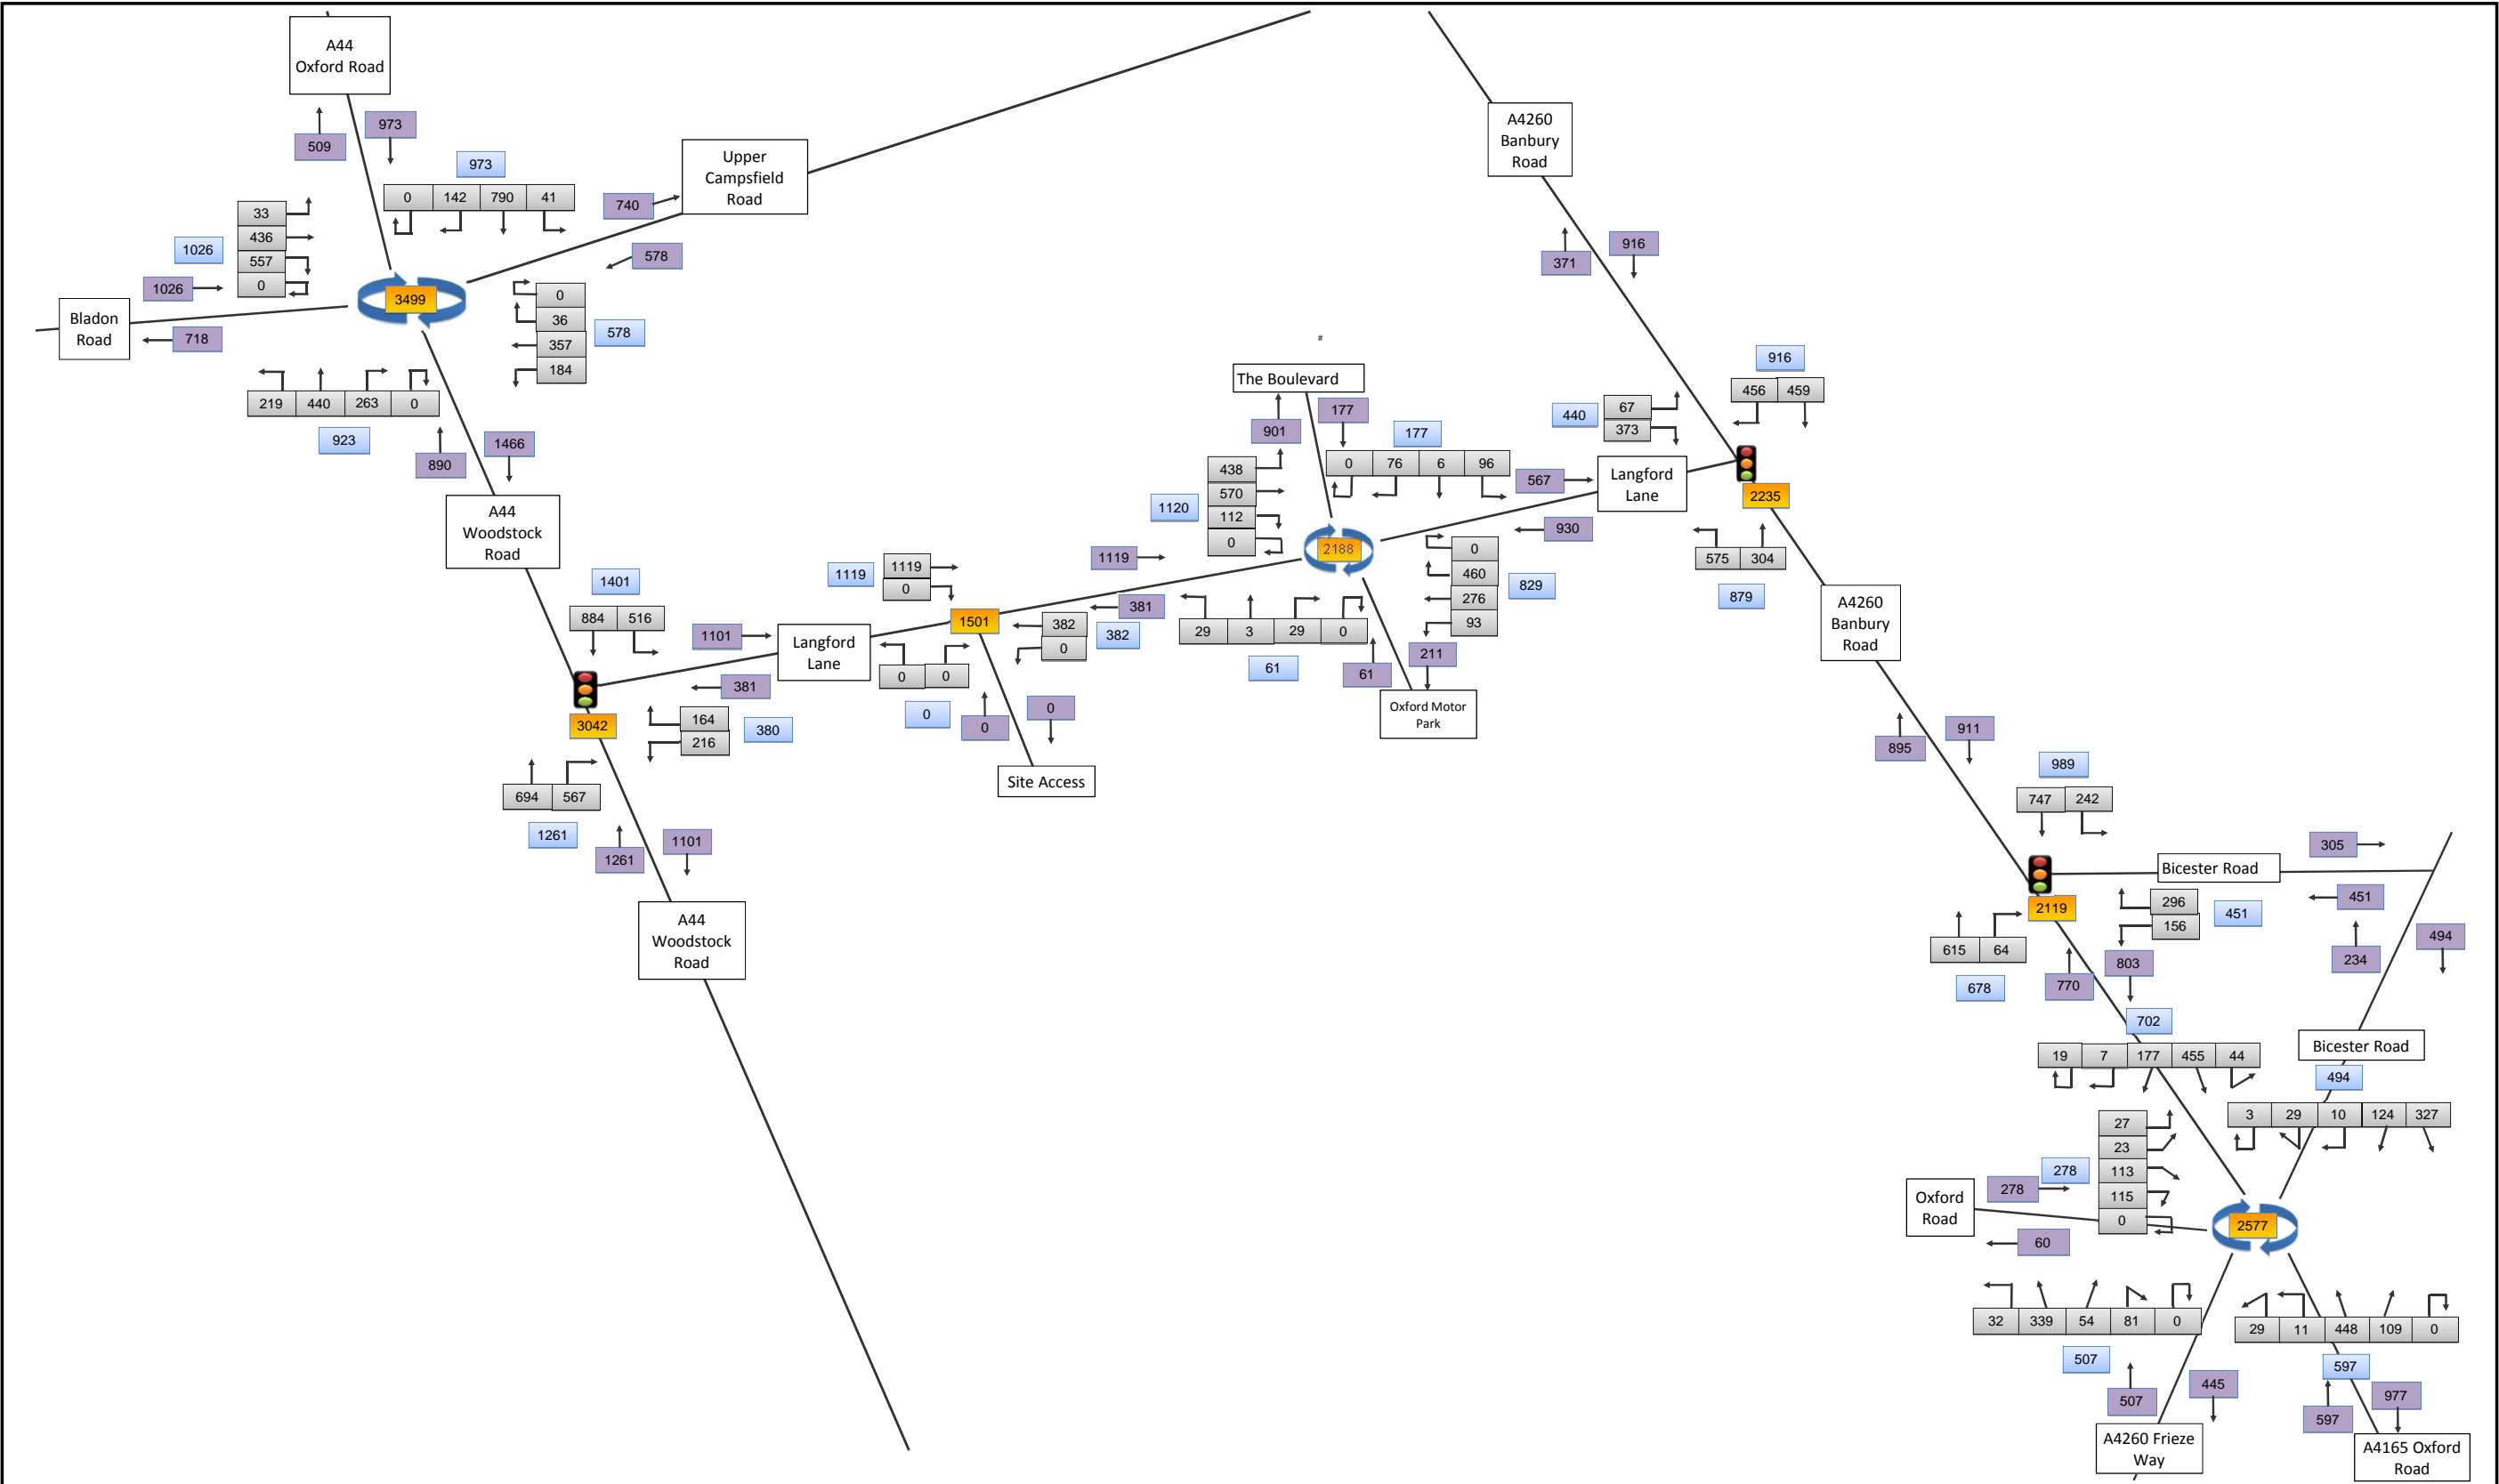 A44
Oxford Road
509
973
973
0 142 790 41
33
436
557
0
1026
1026
Bladon
Road
718
3499
Upper
Campsfield
Road
740
578
0
36
357
184
578
219 440 263 0
923
890
1466
A44
Woodstock
Road
1401
884 516
3042
1101
Langford
Lane
381
164
216
380
694 567
1261
1261
1101
A44
Woodstock
Road
1119
1119
0
1501
382
0
382
0 0
0
0
0
Site Access
1119
381
#
The Boulevard
901
177
177
0 76 6 96
438
570
112
0
1120
2188
0
460
276
93
829
29 3 29 0
61
61
211
Oxford Motor
Park
567
930
Langford
Lane
440
67
373
A4260
Banbury
Road
371
916
916
456 459
2235
575 304
879
A4260
Banbury
Road
895
911
989
747 242
2119
Bicester Road
305
451
296
156
451
615 64
678
770
803
234
494
Bicester Road
702
19 7 177 455 44
494
3 29 10 124 327
27
23
113
115
0
278
278
Oxford
Road
60
2577
32 339 54 81 0
507
507
445
A4260 Frieze
Way
29 11 448 109 0
597
597
977
A4165 Oxford
Road